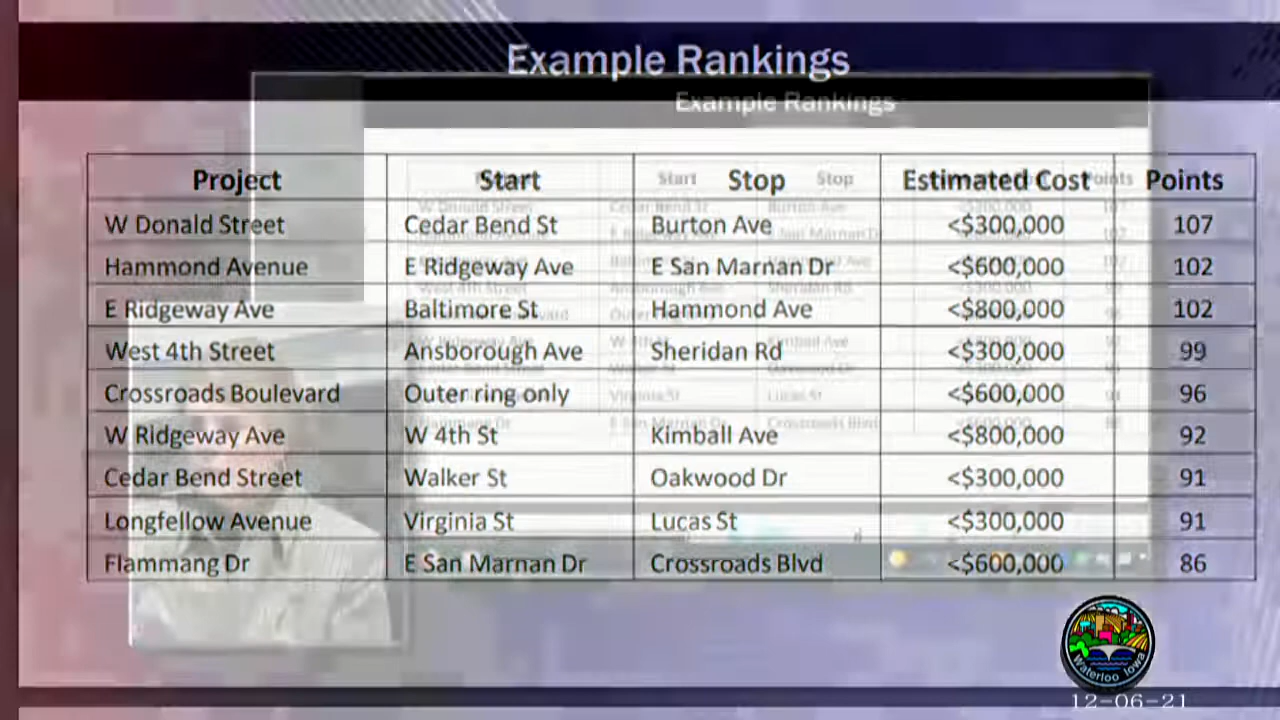 Example Rankings
Example Rankings
Project Start Stop Estimated Cost Points
W Donald Street Cedar Bend St Burton Ave <$300,000 107
Hammond Avenue E Ridgeway Ave E San Marnan Dr <$600,000 102
E Ridgeway Ave Baltimore St Hammond Ave <$800,000 102
West 4th Street Ansborough Ave Sheridan Rd <$300,000 99
Crossroads Boulevard Outer ring only <$600,000 96
W Ridgeway Ave W 4th St Kimball Ave <$800,000 92
Cedar Bend Street Walker St Oakwood Dr <$300,000 91
Longfellow Avenue Virginia St Lucas St <$300,000 91
Flammang Dr E San Marnan Dr Crossroads Blvd <$600,000 86
Waterloo Iowa
12-06-21